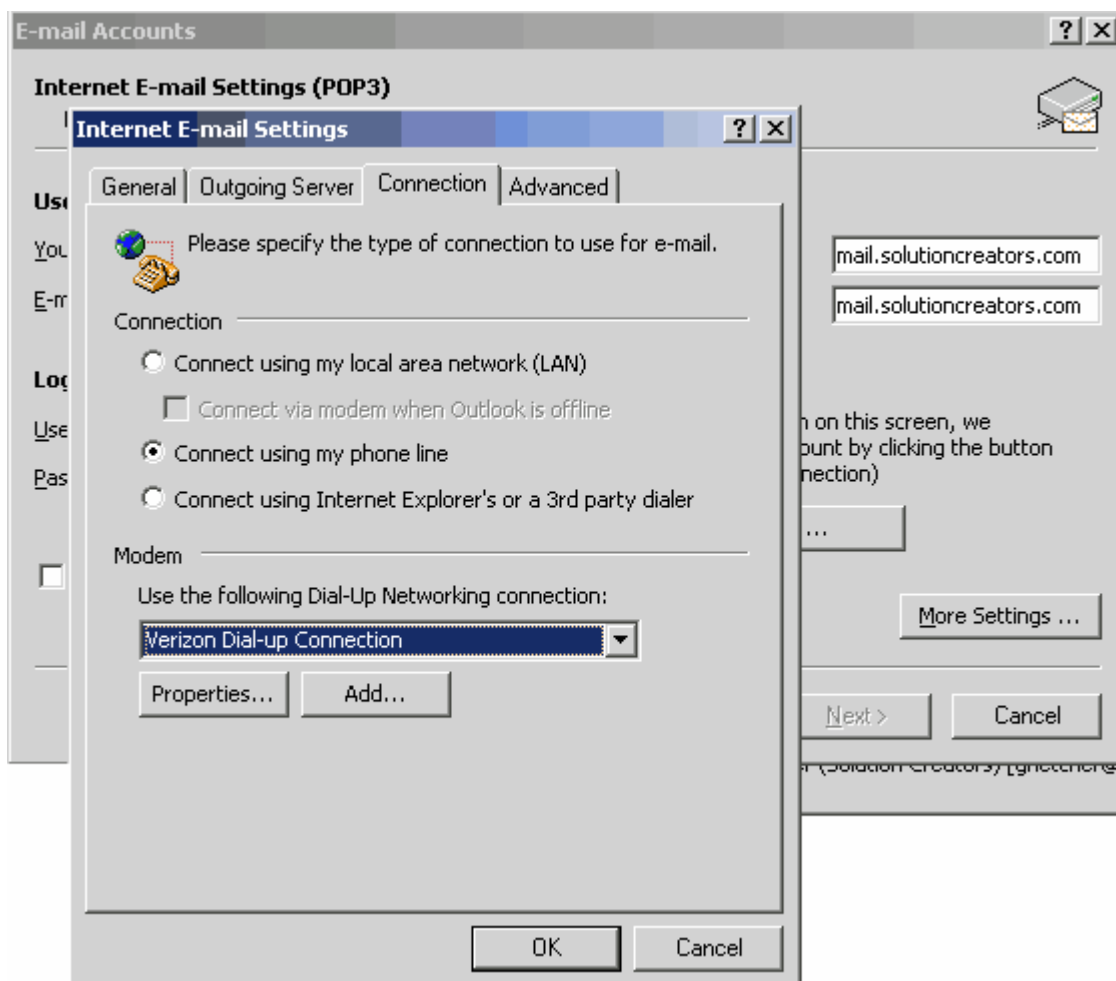 E-mail Accounts
Internet E-mail Settings (POP3)
Internet E-mail Settings
General Outgoing Server Connection Advanced
Please specify the type of connection to use for e-mail.
mail.solutioncreators.com
mail.solutioncreators.com
Connection
Connect using my local area network (LAN)
Connect via modem when Outlook is offline
Connect using my phone line
Connect using Internet Explorer's or a 3rd party dialer
on this screen, we
by clicking the button
...
Modem
Use the following Dial-Up Networking connection:
Verizon Dial-up Connection
More Settings ...
Properties... Add...
Next > Cancel
OK Cancel